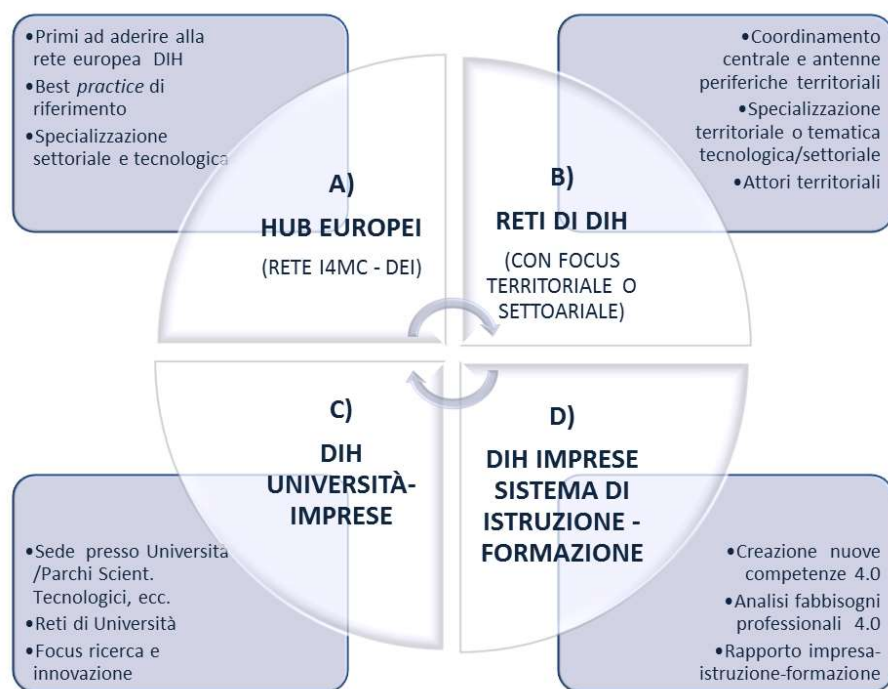 •Primi ad aderire alla
rete europea DIH
•Best practice di
riferimento
•Specializzazione
settoriale e tecnologica
A)
HUB EUROPEI
(RETE I4MC - DEI)
•Coordinamento
centrale e antenne
periferiche territoriali
•Specializzazione
territoriale o tematica
tecnologica/settoriale
•Attori territoriali
B)
RETI DI DIH
(CON FOCUS
TERRITORIALE O
SETTOARIALE)
C)
DIH
UNIVERSITÀ-
IMPRESE
•Sede presso Università
/Parchi Scient.
Tecnologici, ecc.
•Reti di Università
•Focus ricerca e
innovazione
D)
DIH IMPRESE
SISTEMA DI
ISTRUZIONE -
FORMAZIONE
•Creazione nuove
competenze 4.0
•Analisi fabbisogni
professionali 4.0
•Rapporto impresa-
istruzione-formazione